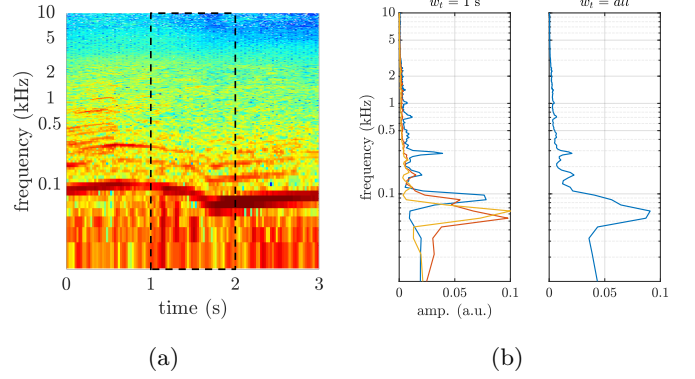 10
5
1
0.5
0.1
frequency (kHz)
0
1
2
3
time (s)
(a)
w_t = 1 s
w_t = all
10
5
1
0.5
0.1
frequency (kHz)
0
0.05
0.1
0
0.05
0.1
amp. (a.u.)
(b)